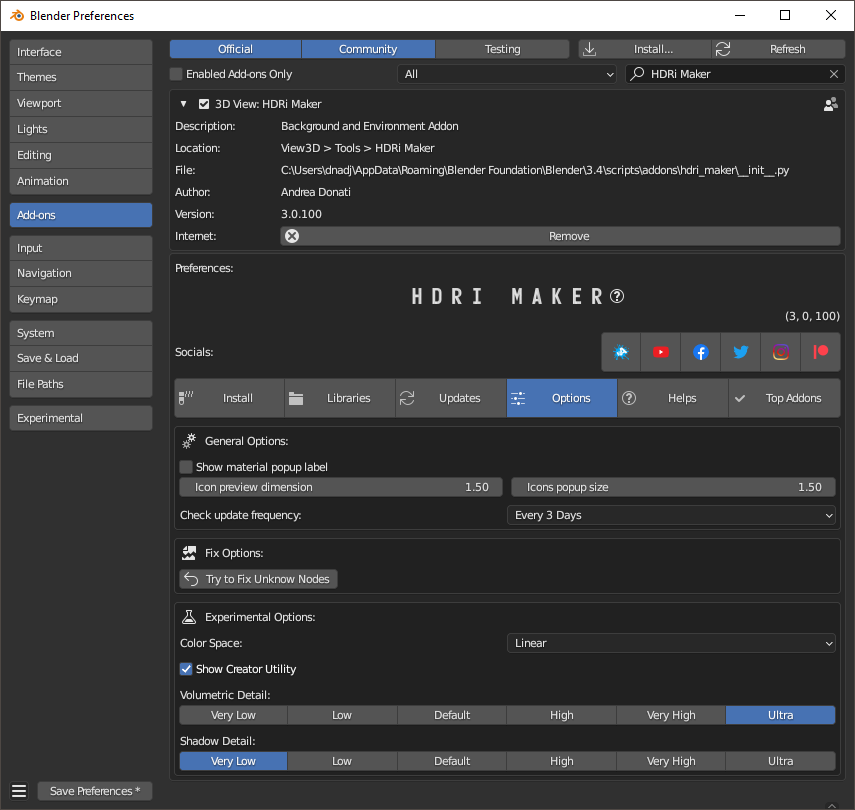 Blender Preferences
Interface
Themes
Viewport
Lights
Editing
Animation
Add-ons
Input
Navigation
Keymap
System
Save & Load
File Paths
Experimental
Save Preferences *
Official Community Testing Install... Refresh
Enabled Add-ons Only All HDRi Maker
3D View: HDRi Maker
Description: Background and Environment Addon
Location: View3D > Tools > HDRi Maker
File: C:\Users\dnadj\AppData\Roaming\Blender Foundation\Blender\3.4\scripts\addons\hdri_maker\__init__.py
Author: Andrea Donati
Version: 3.0.100
Internet: Remove
Preferences:
HDRI MAKER
(3, 0, 100)
Socials:
Install Libraries Updates Options Helps Top Addons
General Options:
Show material popup label
Icon preview dimension 1.50 Icons popup size 1.50
Check update frequency: Every 3 Days
Fix Options:
Try to Fix Unknow Nodes
Experimental Options:
Color Space: Linear
Show Creator Utility
Volumetric Detail:
Very Low Low Default High Very High Ultra
Shadow Detail:
Very Low Low Default High Very High Ultra